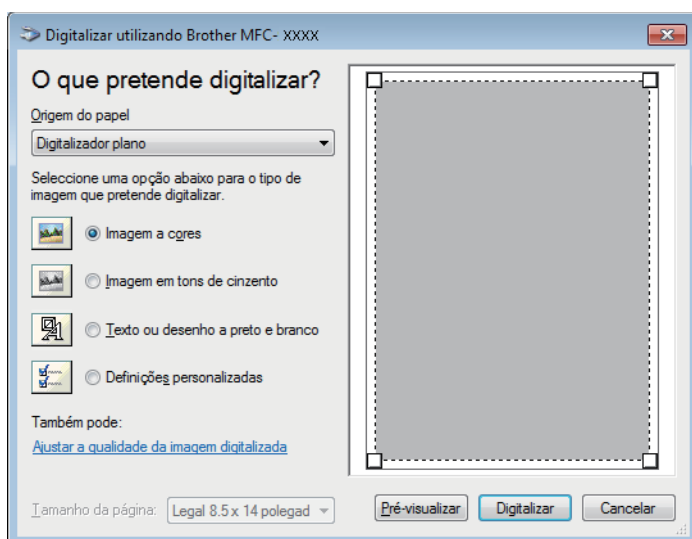 Digitalizar utilizando Brother MFC- XXXX
O que pretende digitalizar?
Origem do papel
Digitalizador plano
Seleccione uma opção abaixo para o tipo de
imagem que pretende digitalizar.
Imagem a cores
Imagem em tons de cinzento
Texto ou desenho a preto e branco
Definições personalizadas
Também pode:
Ajustar a qualidade da imagem digitalizada
Tamanho da página: Legal 8.5 x 14 polegad
Pré-visualizar Digitalizar Cancelar